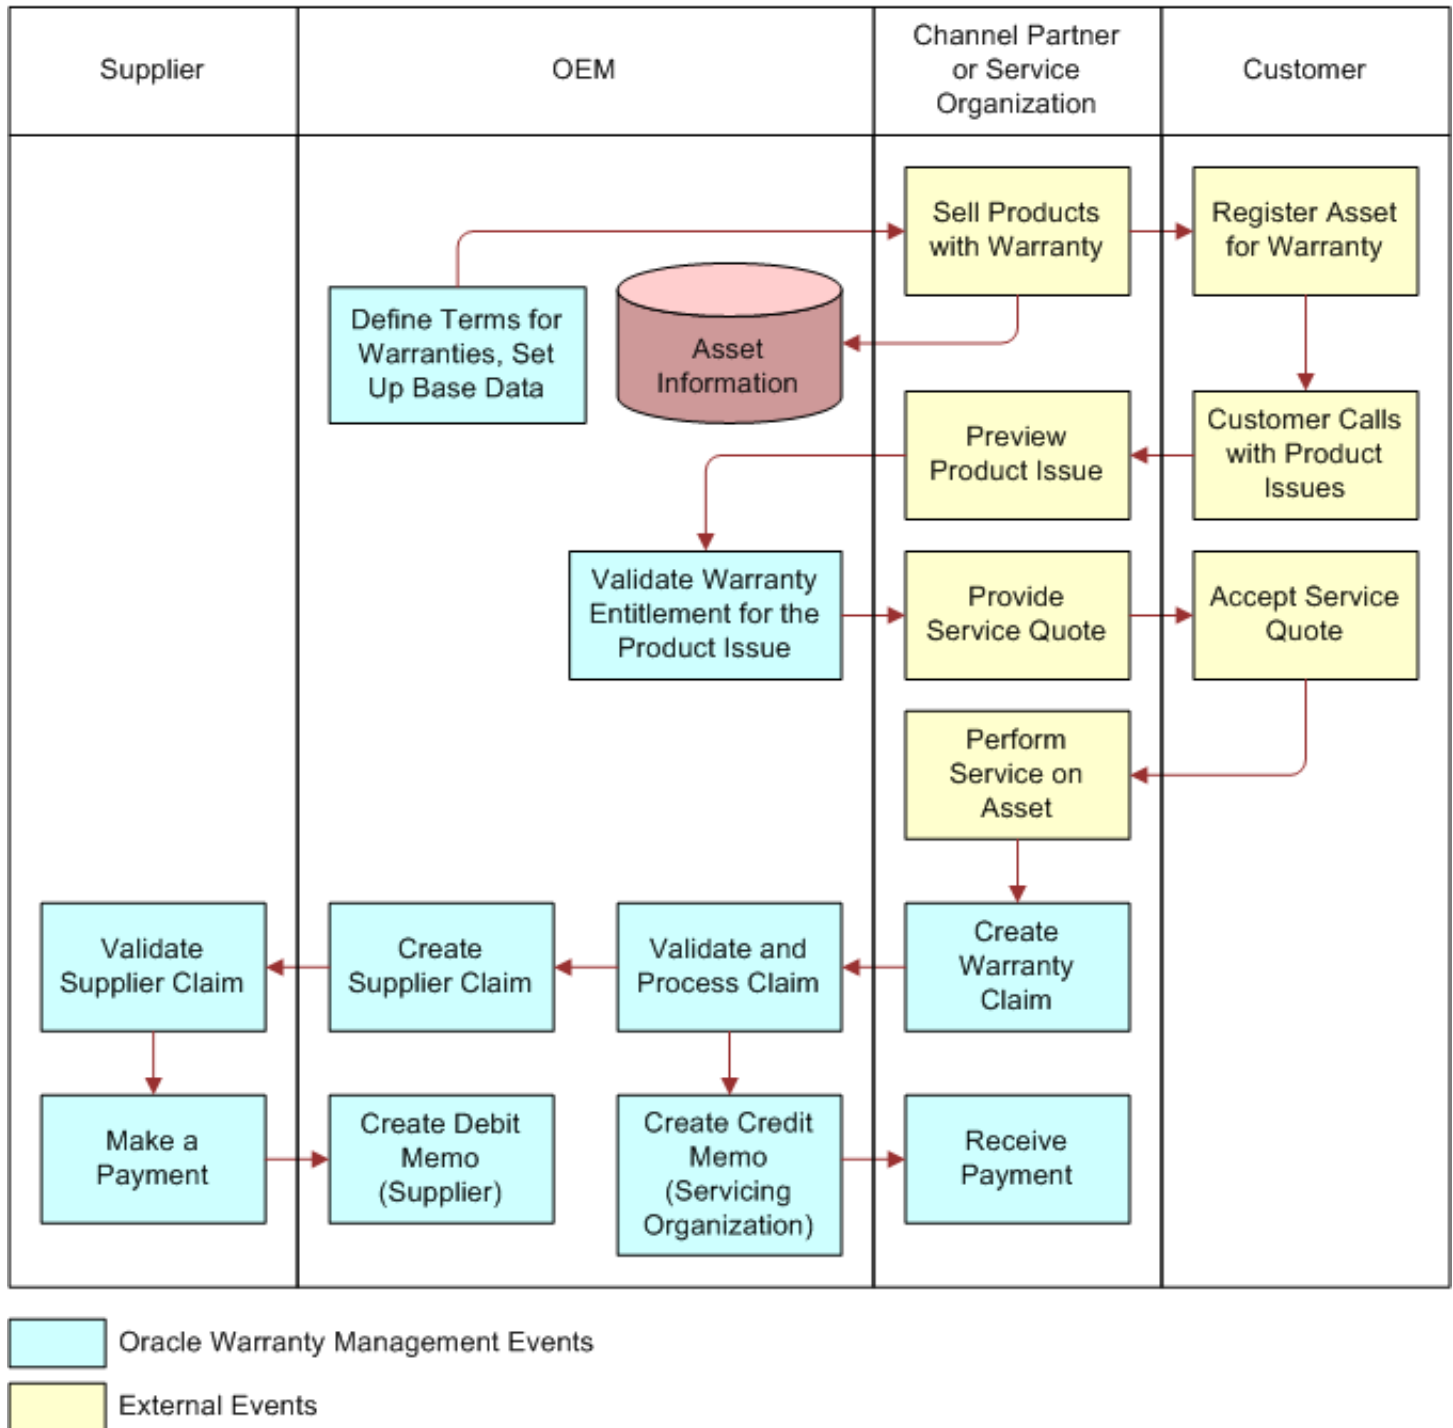 Supplier
OEM
Channel Partner
or Service
Organization
Customer
Sell Products
with Warranty
Register Asset
for Warranty
Define Terms for
Warranties, Set
Up Base Data
Asset
Information
Preview
Product Issue
Customer Calls
with Product
Issues
Validate Warranty
Entitlement for the
Product Issue
Provide
Service Quote
Accept Service
Quote
Perform
Service on
Asset
Validate
Supplier Claim
Create
Supplier Claim
Validate and
Process Claim
Create
Warranty
Claim
Make a
Payment
Create Debit
Memo
(Supplier)
Create Credit
Memo
(Servicing
Organization)
Receive
Payment
Oracle Warranty Management Events
External Events